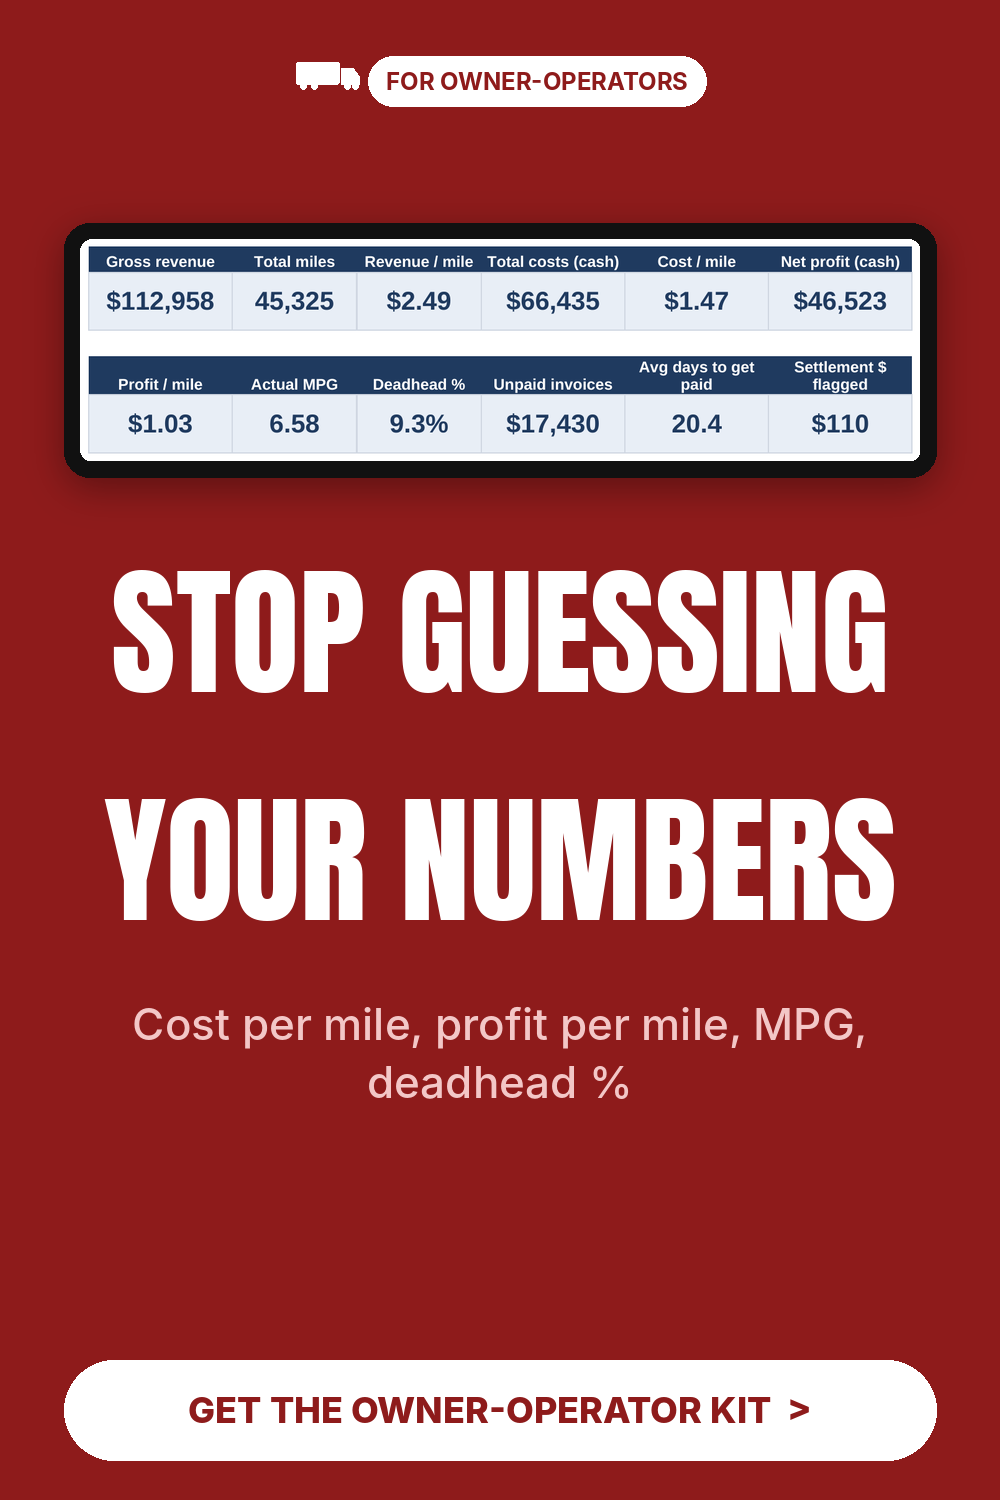 FOR OWNER-OPERATORS
Gross revenue Total miles Revenue / mile Total costs (cash) Cost / mile Net profit (cash)
$112,958 45,325 $2.49 $66,435 $1.47 $46,523
Profit / mile Actual MPG Deadhead % Unpaid invoices Avg days to get paid Settlement $ flagged
$1.03 6.58 9.3% $17,430 20.4 $110
STOP GUESSING
YOUR NUMBERS
Cost per mile, profit per mile, MPG,
deadhead %
GET THE OWNER-OPERATOR KIT >